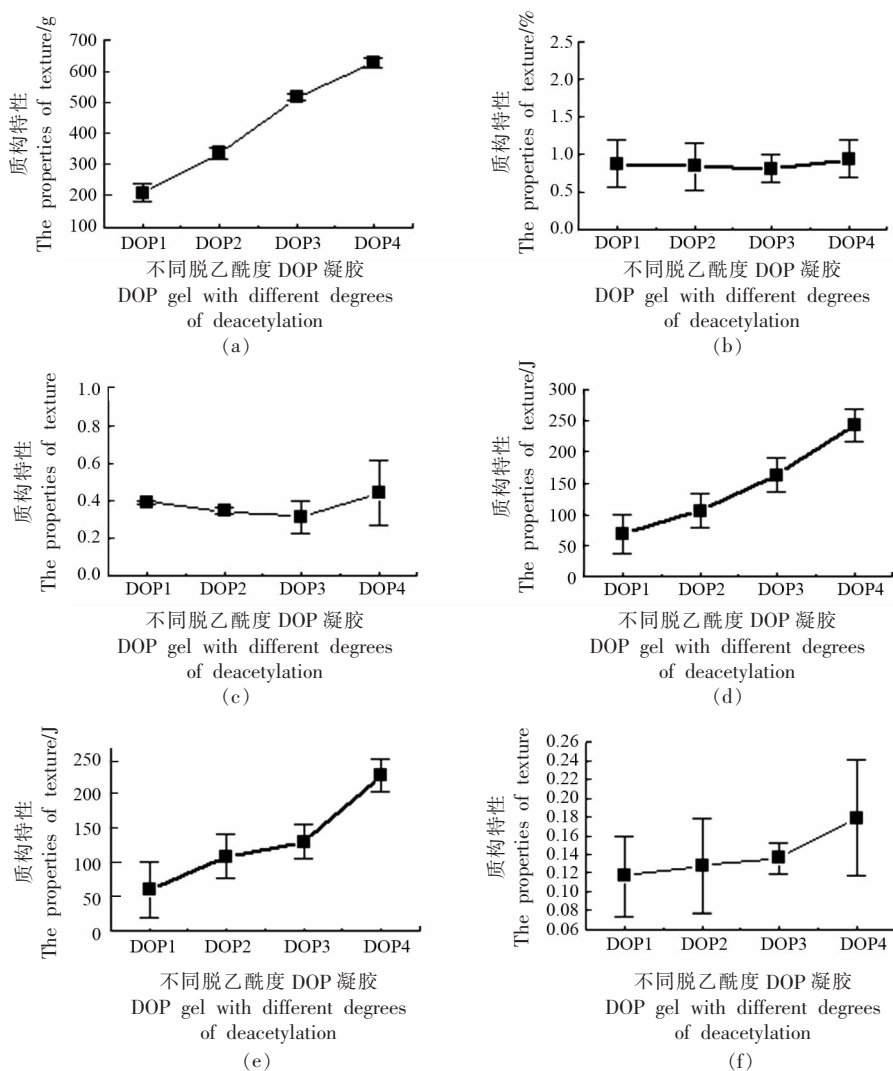 质构特性
The properties of texture/g
700
600
500
400
300
200
100
DOP1 DOP2 DOP3 DOP4
不同脱乙酰度 DOP 凝胶
DOP gel with different degrees
of deacetylation
(a)
质构特性
The properties of texture/%
2.5
2.0
1.5
1.0
0.5
0.0
DOP1 DOP2 DOP3 DOP4
不同脱乙酰度 DOP 凝胶
DOP gel with different degrees
of deacetylation
(b)
质构特性
The properties of texture
1.0
0.8
0.6
0.4
0.2
0.0
DOP1 DOP2 DOP3 DOP4
不同脱乙酰度 DOP 凝胶
DOP gel with different degrees
of deacetylation
(c)
质构特性
The properties of texture/J
300
250
200
150
100
50
0
DOP1 DOP2 DOP3 DOP4
不同脱乙酰度 DOP 凝胶
DOP gel with different degrees
of deacetylation
(d)
质构特性
The properties of texture/J
250
200
150
100
50
0
DOP1 DOP2 DOP3 DOP4
不同脱乙酰度 DOP 凝胶
DOP gel with different degrees
of deacetylation
(e)
质构特性
The properties of texture
0.26
0.24
0.22
0.20
0.18
0.16
0.14
0.12
0.10
0.08
0.06
DOP1 DOP2 DOP3 DOP4
不同脱乙酰度 DOP 凝胶
DOP gel with different degrees
of deacetylation
(f)